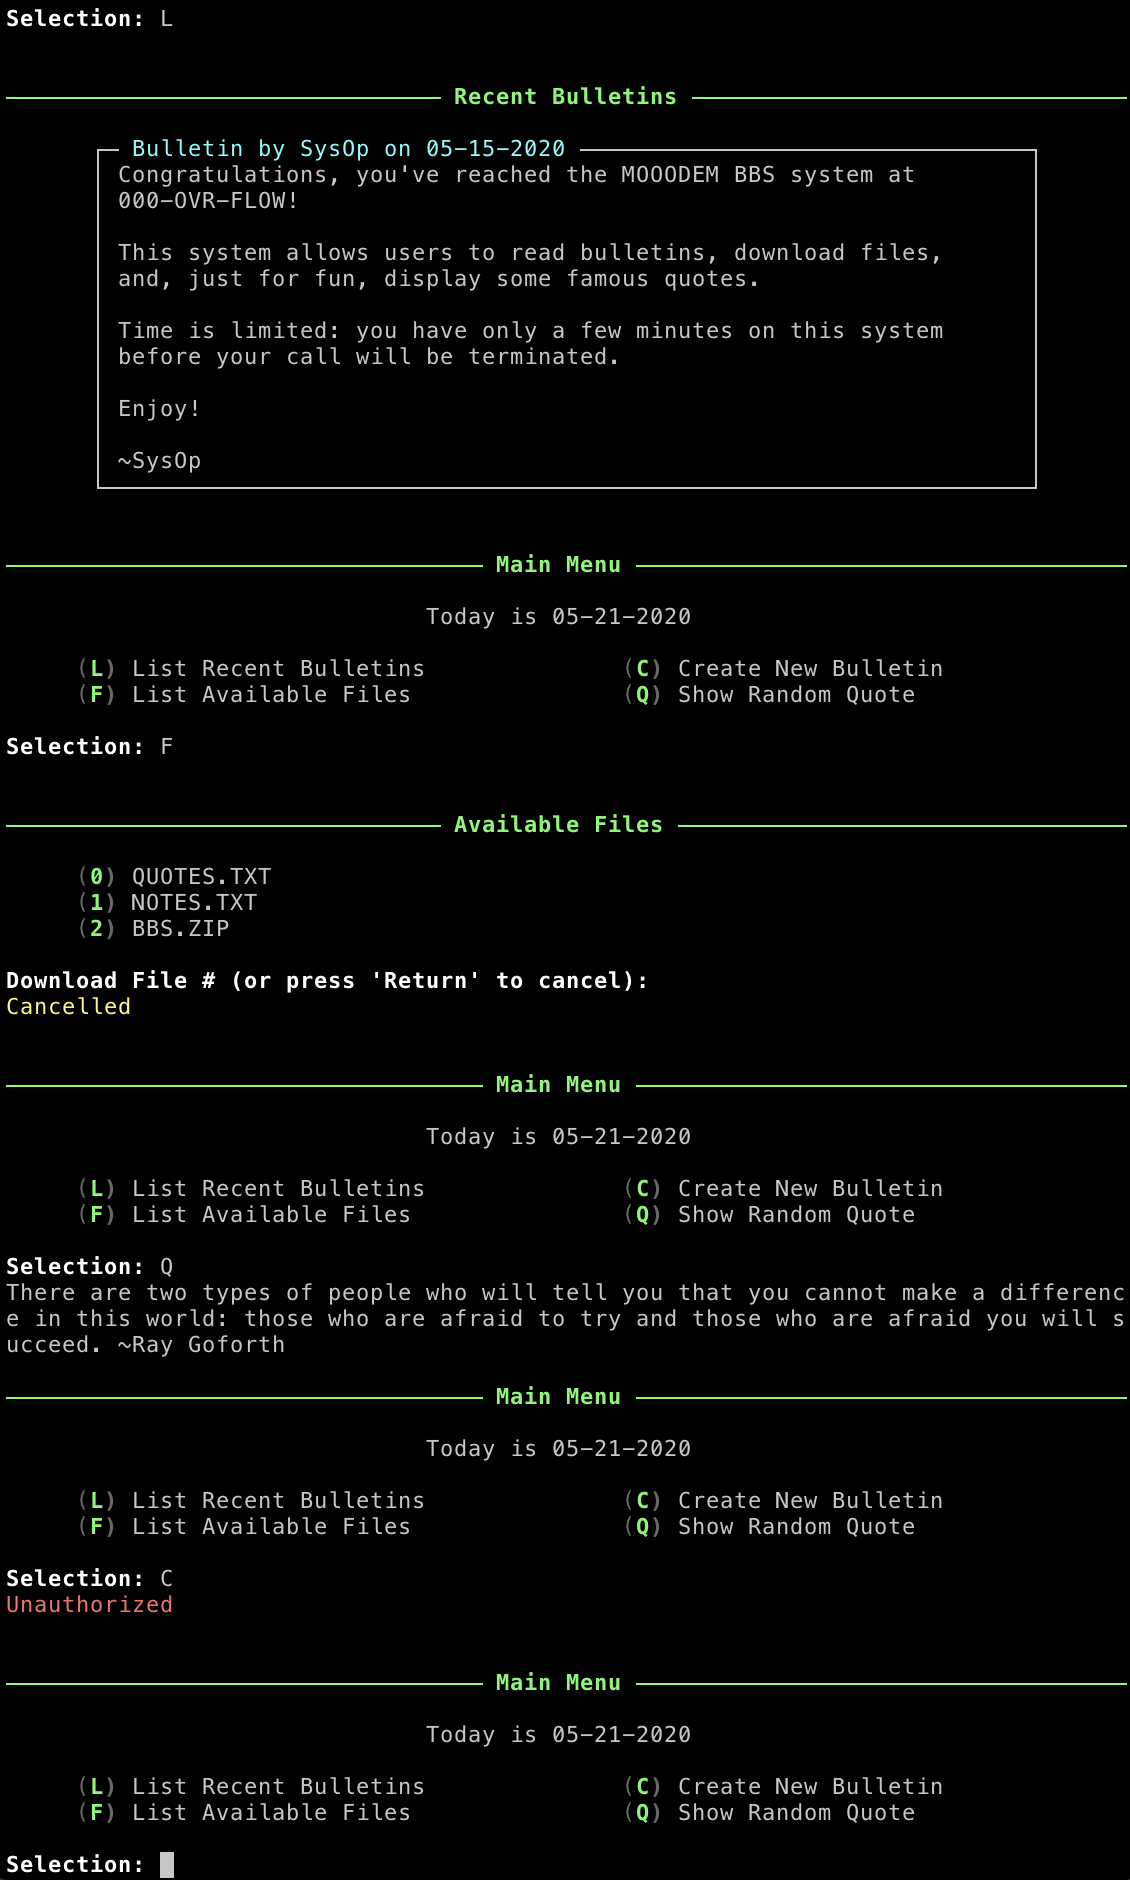 Selection: L
Recent Bulletins
Bulletin by SysOp on 05-15-2020
Congratulations, you've reached the MOOODEM BBS system at
000-OVR-FLOW!
This system allows users to read bulletins, download files,
and, just for fun, display some famous quotes.
Time is limited: you have only a few minutes on this system
before your call will be terminated.
Enjoy!
~SysOp
Main Menu
Today is 05-21-2020
(L) List Recent Bulletins (C) Create New Bulletin
(F) List Available Files (Q) Show Random Quote
Selection: F
Available Files
(0) QUOTES.TXT
(1) NOTES.TXT
(2) BBS.ZIP
Download File # (or press 'Return' to cancel):
Cancelled
Main Menu
Today is 05-21-2020
(L) List Recent Bulletins (C) Create New Bulletin
(F) List Available Files (Q) Show Random Quote
Selection: Q
There are two types of people who will tell you that you cannot make a differenc
e in this world: those who are afraid to try and those who are afraid you will s
ucceed. ~Ray Goforth
Main Menu
Today is 05-21-2020
(L) List Recent Bulletins (C) Create New Bulletin
(F) List Available Files (Q) Show Random Quote
Selection: C
Unauthorized
Main Menu
Today is 05-21-2020
(L) List Recent Bulletins (C) Create New Bulletin
(F) List Available Files (Q) Show Random Quote
Selection: